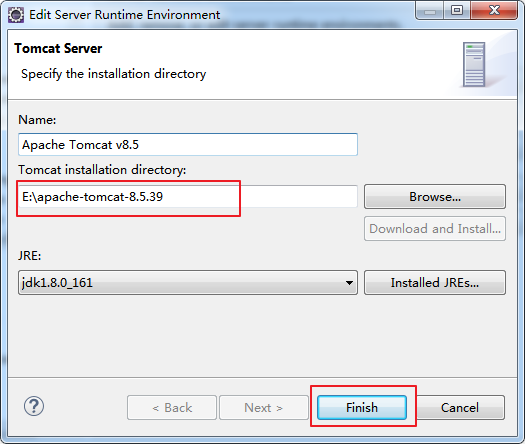 Edit Server Runtime Environment
Tomcat Server
Specify the installation directory
Name:
Apache Tomcat v8.5
Tomcat installation directory:
E:\apache-tomcat-8.5.39
Browse...
Download and Install...
JRE:
jdk1.8.0_161
Installed JREs...
?
< Back
Next >
Finish
Cancel